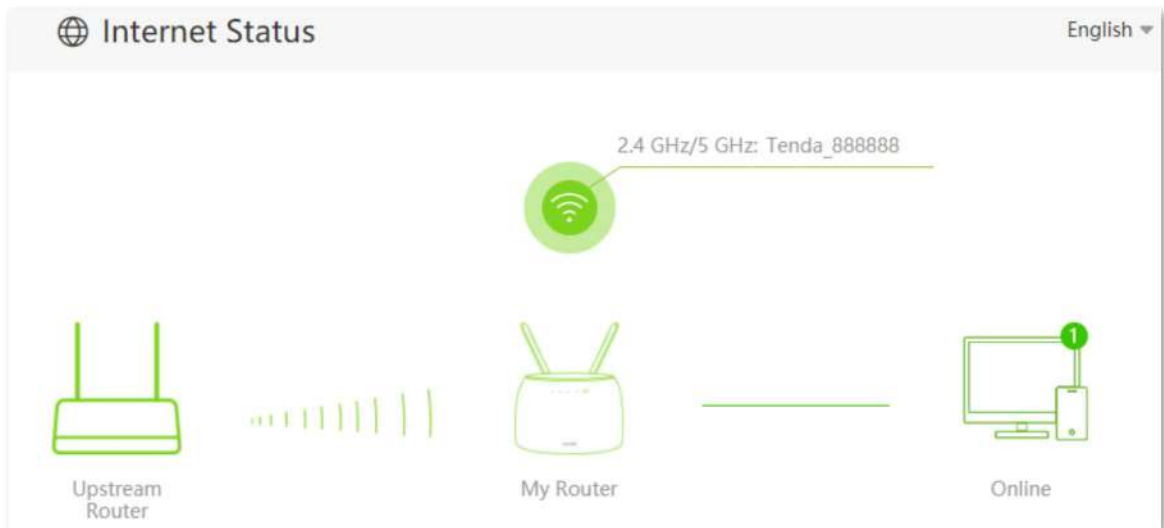 Internet Status
English
2.4 GHz/5 GHz: Tenda_888888
1
Upstream
Router
My Router
Online